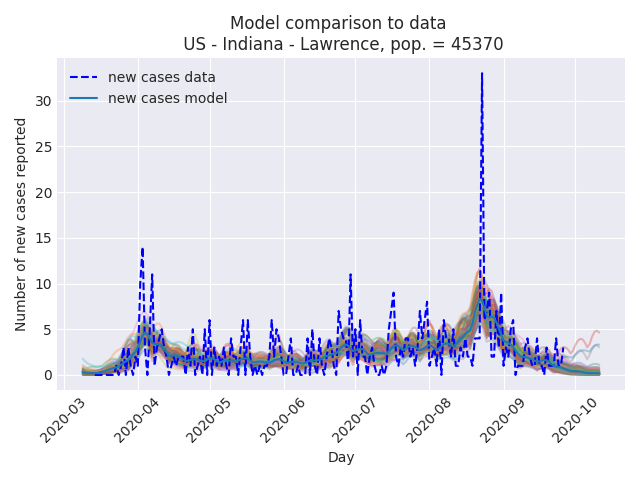 Model comparison to data
US - Indiana - Lawrence, pop. = 45370
new cases data
new cases model
Number of new cases reported
30
25
20
15
10
5
0
2020-03
2020-04
2020-05
2020-06
2020-07
2020-08
2020-09
2020-10
Day